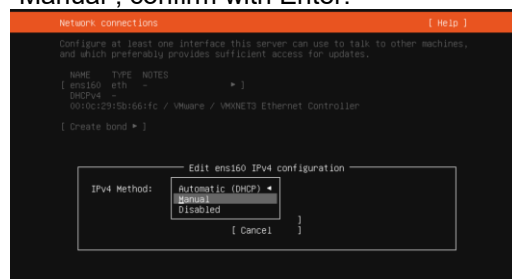 "Manual", confirm with Enter.
Network connections [ Help ]
Configure at least one interface this server can use to talk to other machines,
and which preferably provides sufficient access for updates.
NAME TYPE NOTES
[ ens160 eth - ▸ ]
DHCPv4 -
00:0c:29:5b:66:fc / VMware / VMXNET3 Ethernet Controller
[ Create bond ▸ ]
Edit ens160 IPv4 configuration
IPv4 Method: Automatic (DHCP) ◂
Manual
Disabled
]
[ Cancel ]